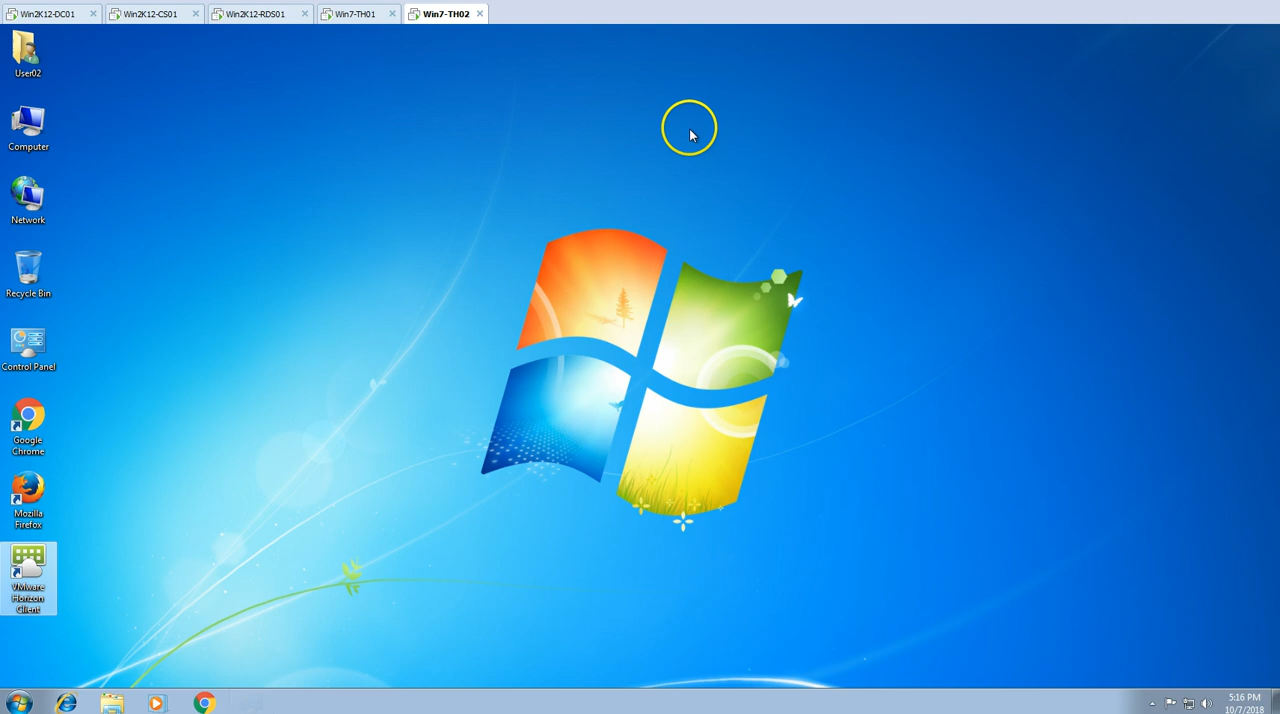 Win2K12-DC01
Win2K12-CS01
Win2K12-RDS01
Win7-TH01
Win7-TH02
User02
Computer
Network
Recycle Bin
Control Panel
Google
Chrome
Mozilla
Firefox
VMware
Horizon
Client
5:16 PM
10/7/2018